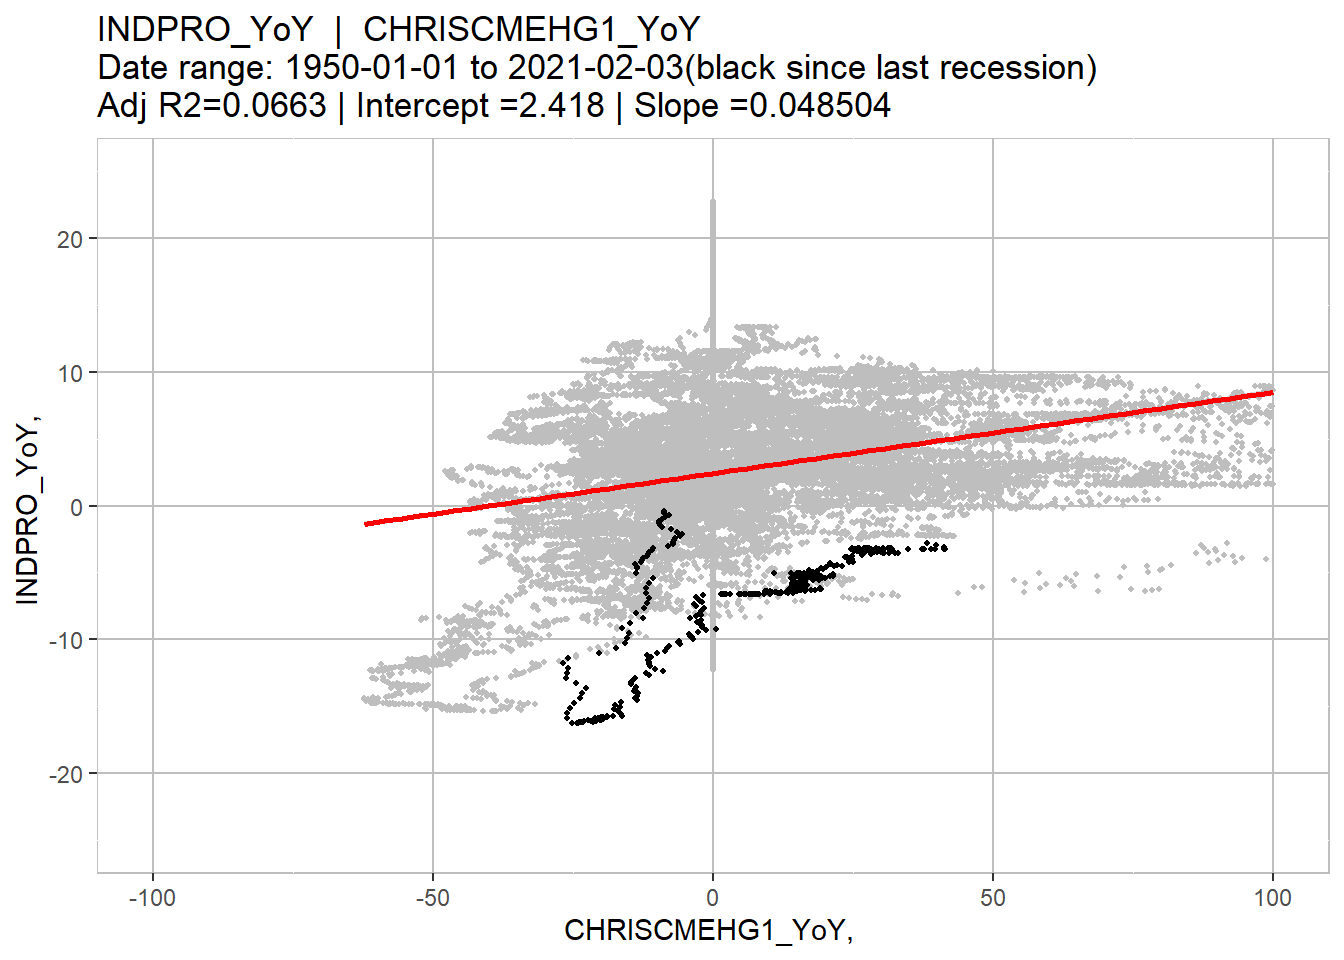 INDPRO_YoY | CHRISCMEHG1_YoY
Date range: 1950-01-01 to 2021-02-03(black since last recession)
Adj R2=0.0663 | Intercept =2.418 | Slope =0.048504
20
10
0
-10
-20
INDPRO_YoY,
-100
-50
0
50
100
CHRISCMEHG1_YoY,